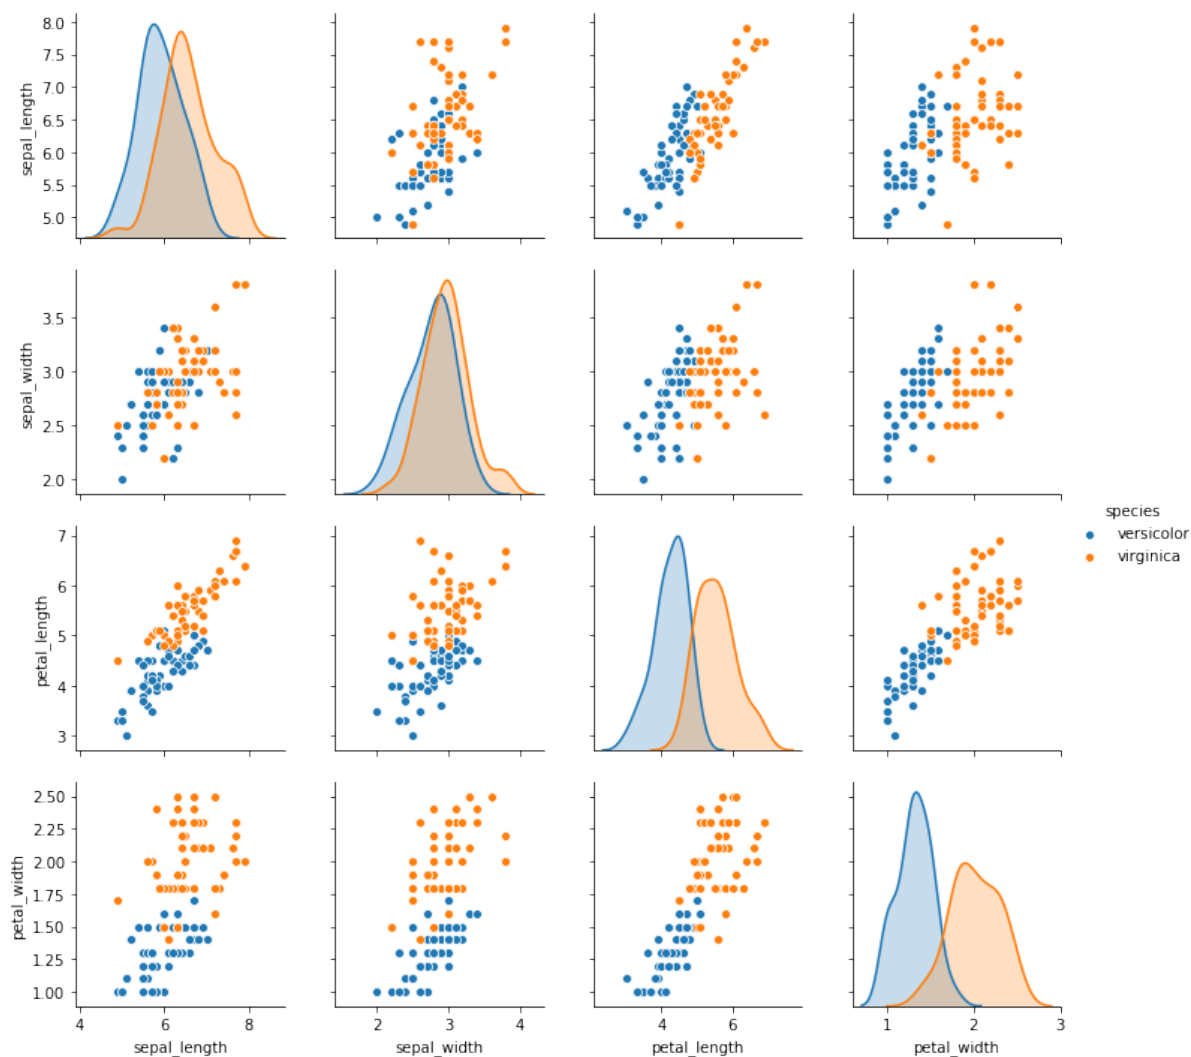 8.0
7.5
7.0
6.5
6.0
5.5
5.0
sepal_length
3.5
3.0
2.5
2.0
sepal_width
species
versicolor
virginica
7
6
5
4
3
petal_length
2.50
2.25
2.00
1.75
1.50
1.25
1.00
petal_width
4 6 8
sepal_length
2 3 4
sepal_width
4 6
petal_length
1 2 3
petal_width